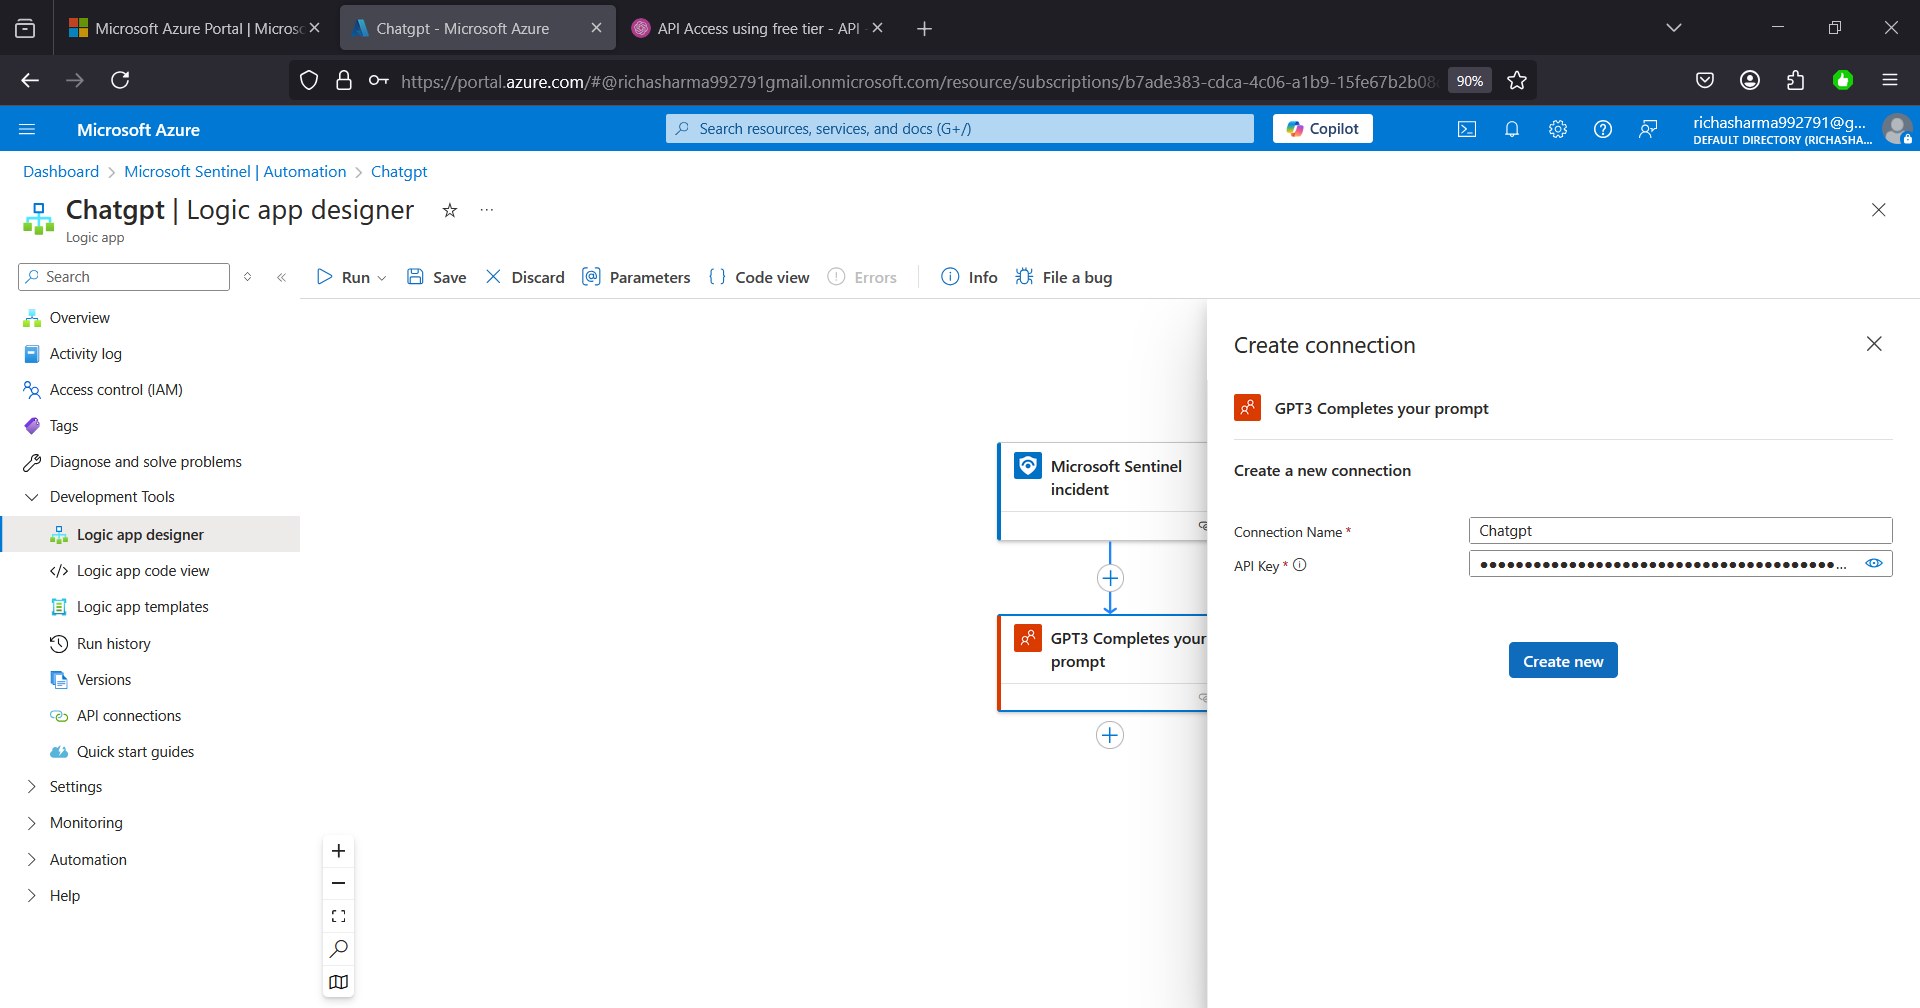 Microsoft Azure Portal | Microso
Chatgpt - Microsoft Azure
API Access using free tier - API -
https://portal.azure.com/#@richasharma992791gmail.onmicrosoft.com/resource/subscriptions/b7ade383-cdca-4c06-a1b9-15fe67b2b08
90%
Microsoft Azure
Search resources, services, and docs (G+/)
Copilot
richasharma992791@g...
DEFAULT DIRECTORY (RICHASHA...
Dashboard > Microsoft Sentinel | Automation > Chatgpt
Chatgpt | Logic app designer
Logic app
Search
Run
Save
Discard
Parameters
Code view
Errors
Info
File a bug
Overview
Activity log
Access control (IAM)
Tags
Diagnose and solve problems
Development Tools
Logic app designer
Logic app code view
Logic app templates
Run history
Versions
API connections
Quick start guides
Settings
Monitoring
Automation
Help
Microsoft Sentinel
incident
GPT3 Completes your
prompt
Create connection
GPT3 Completes your prompt
Create a new connection
Connection Name *
Chatgpt
API Key *
Create new